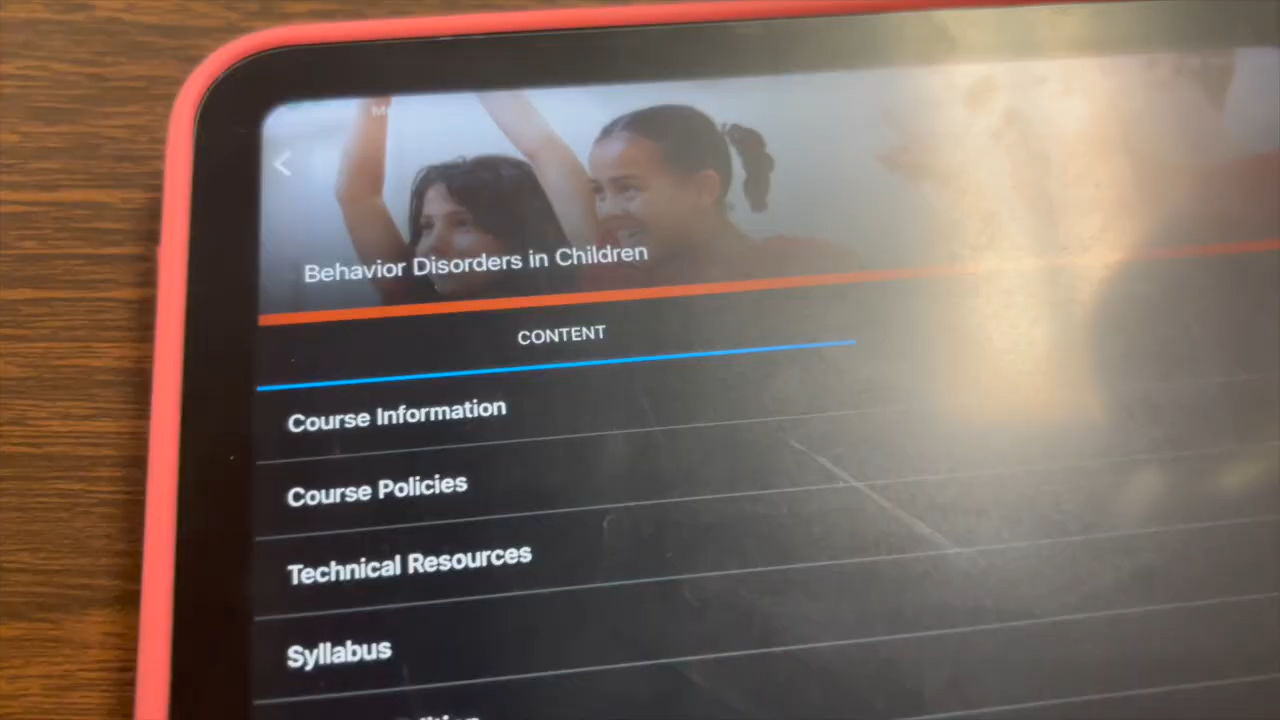 Behavior Disorders in Children
CONTENT
Course Information
Course Policies
Technical Resources
Syllabus